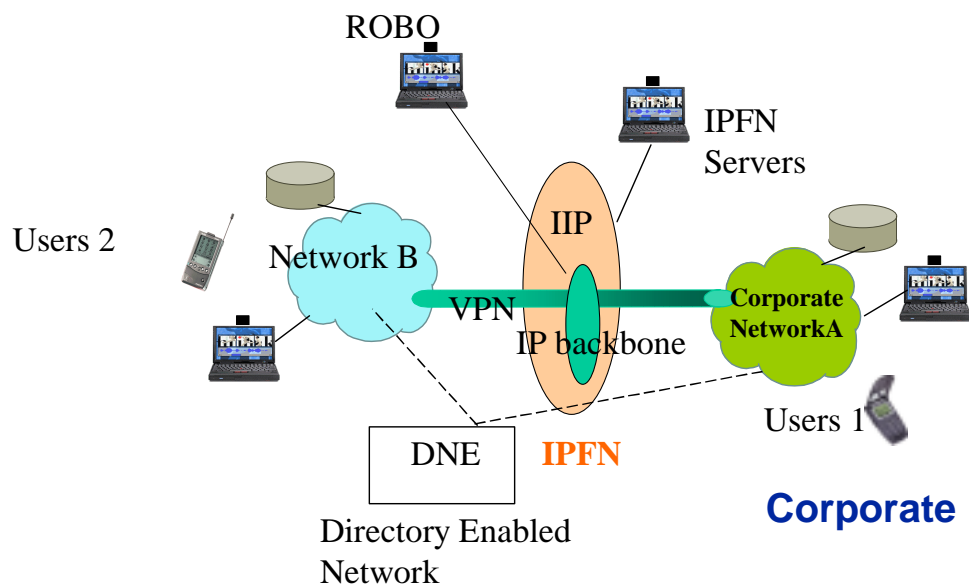 ROBO
IPFN
Servers
IIP
Users 2
Network B
VPN
IP backbone
Corporate
NetworkA
Users 1
DNE
IPFN
Directory Enabled
Network
Corporate